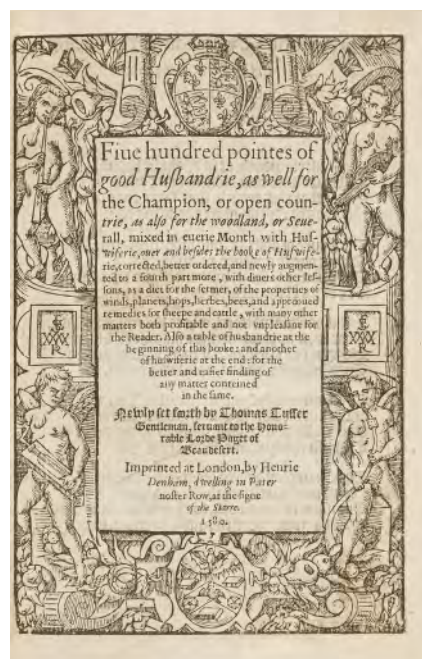 Fiue hundred pointes of
good Husbandrie, as well for
the Champion, or open coun-
trie, as also for the woodland, or Seue-
rall, mixed in euerie Month with Hus-
wiferie, ouer and besides the booke of Huswife-
rie, corrected, better ordered, and newly augmen-
ted to a fourth part more, with diuers other les-
sons, as a diet for the fermer, of the properties of
winds, planets, hops, herbes, bees, and approoued
remedies for sheepe and cattle, with many other
matters both profitable and not vnpleasant for
the Reader. Also a table of husbandrie at the
beginning of this booke: and another
of huswiferie at the end: for the
better and easier finding of
any matter conteined
in the same.
Newly set foorth by Thomas Tusser
Gentleman, seruant to the Hono-
rable Lorde Paget of
Beaudesert.
Imprinted at London, by Henrie
Denham, dwelling in Pater
noster Row, at the signe
of the Starre.
1580.